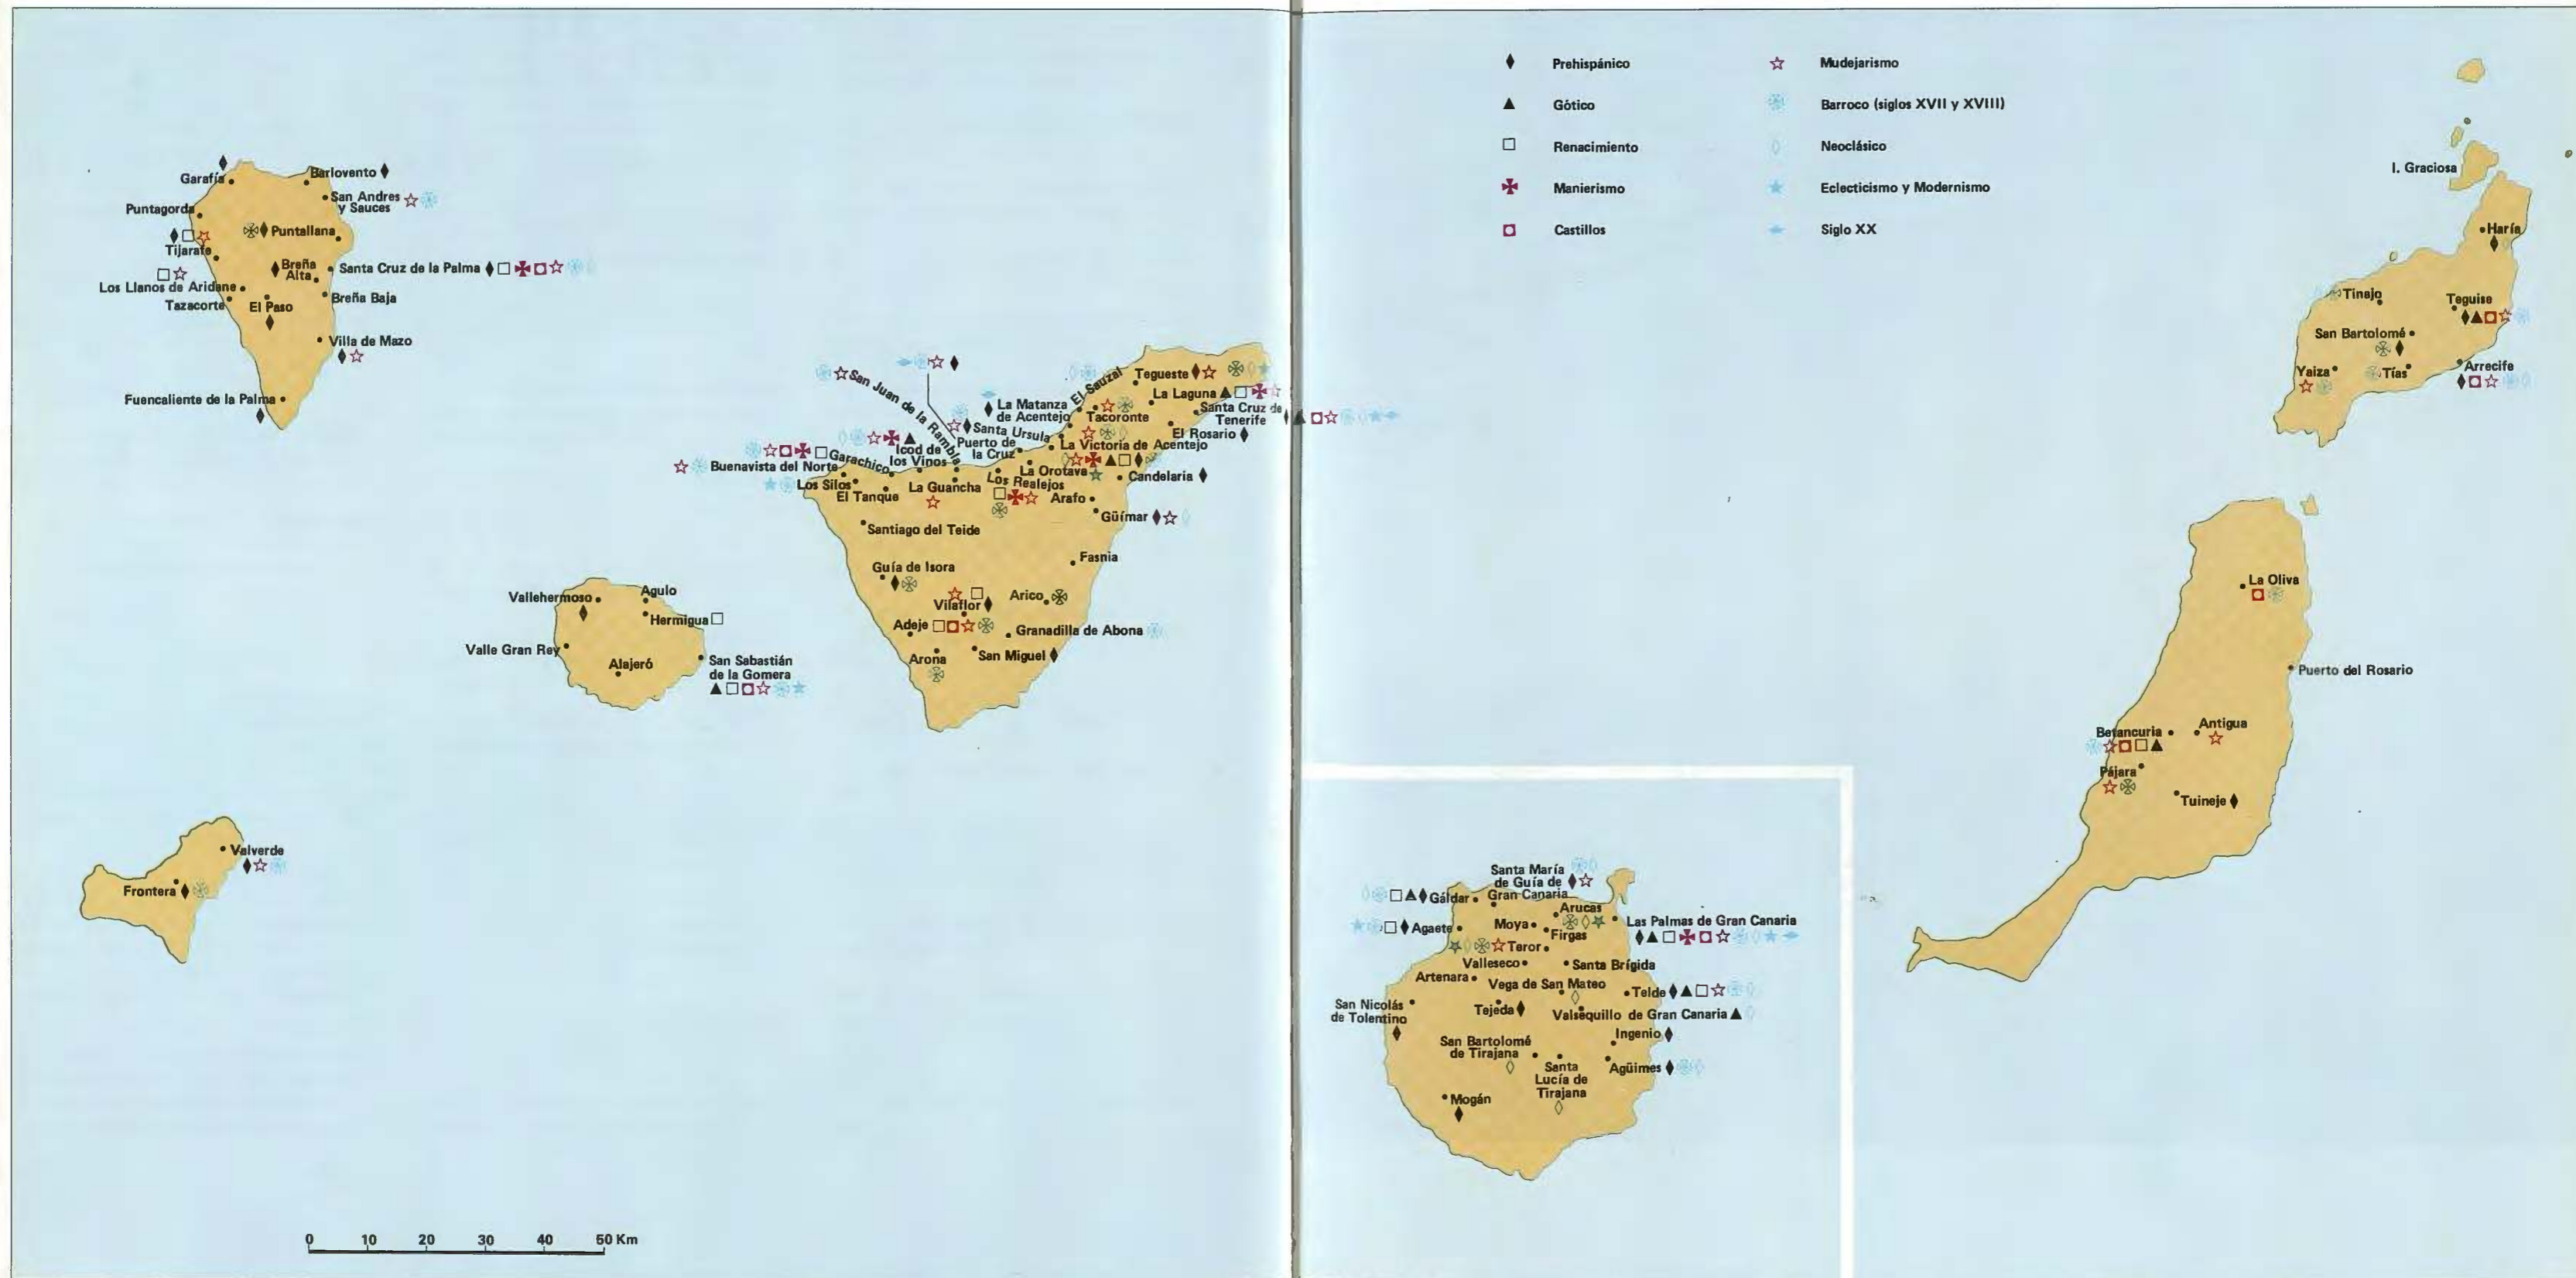 Prehispánico
Gótico
Renacimiento
Manierismo
Castillos
Mudejarismo
Barroco (siglos XVII y XVIII)
Neoclásico
Eclecticismo y Modernismo
Siglo XX
Garafía
Barlovento
San Andres
y Sauces
Puntagorda
Puntallana
Tijarafe
Breña
Alta
Santa Cruz de la Palma
Los Llanos de Aridane
Tazacorte
El Paso
Breña Baja
Villa de Mazo
Fuencaliente de la Palma
San Juan de la Rambla
La Matanza
de Acentejo
El Sauzal
Tegueste
La Laguna
Santa Cruz de
Tenerife
Tacoronte
El Rosario
Santa Ursula
Puerto de
la Cruz
La Victoria de Acentejo
Icod de
los Vinos
Garachico
Buenavista del Norte
Los Silos
El Tanque
La Guancha
La Orotava
Los Realejos
Candelaria
Arafo
Güímar
Santiago del Teide
Fasnia
Guía de Isora
Vilaflor
Arico
Adeje
Granadilla de Abona
Arona
San Miguel
Vallehermoso
Agulo
Hermigua
Valle Gran Rey
Alajeró
San Sabastián
de la Gomera
Valverde
Frontera
0 10 20 30 40 50 Km
Santa María
de Guía de
Gran Canaria
Gáldar
Arucas
Agaete
Moya
Firgas
Las Palmas de Gran Canaria
Teror
Valleseco
Santa Brígida
Artenara
Vega de San Mateo
Telde
San Nicolás
de Tolentino
Tejeda
Valsequillo de Gran Canaria
Ingenio
San Bartolomé
de Tirajana
Santa
Lucía de
Tirajana
Agüimes
Mogán
I. Graciosa
Haría
Tinajo
Teguise
San Bartolomé
Yaiza
Tías
Arrecife
La Oliva
Puerto del Rosario
Betancuria
Antigua
Pájara
Tuineje